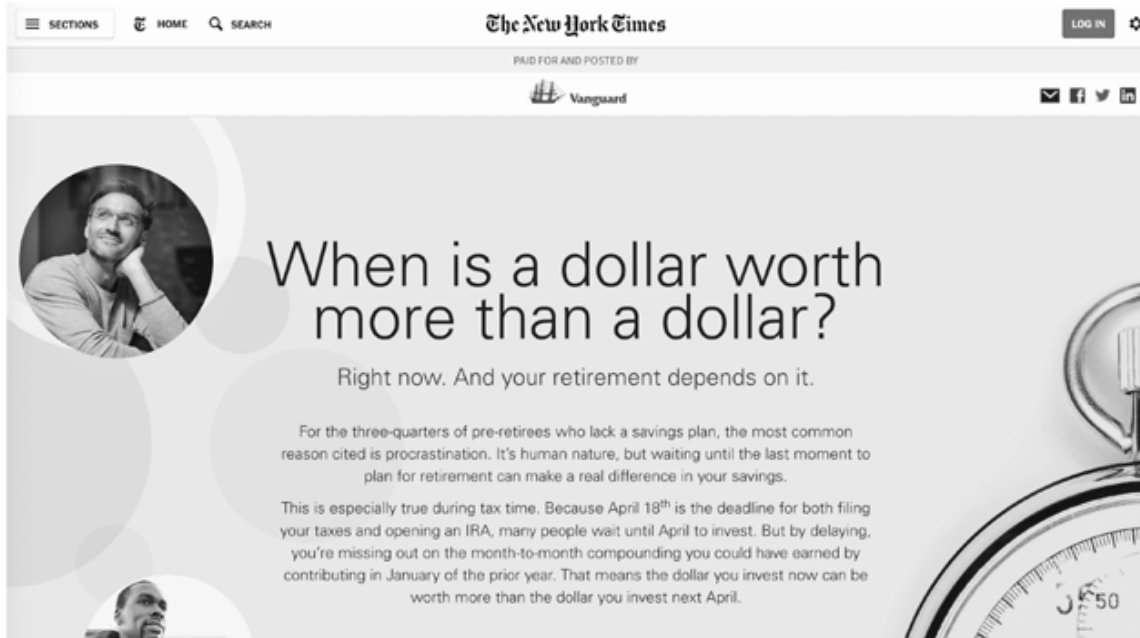 SECTIONS HOME SEARCH The New York Times LOG IN
PAID FOR AND POSTED BY
Vanguard
When is a dollar worth
more than a dollar?
Right now. And your retirement depends on it.
For the three-quarters of pre-retirees who lack a savings plan, the most common
reason cited is procrastination. It's human nature, but waiting until the last moment to
plan for retirement can make a real difference in your savings.
This is especially true during tax time. Because April 18th is the deadline for both filing
your taxes and opening an IRA, many people wait until April to invest. But by delaying,
you're missing out on the month-to-month compounding you could have earned by
contributing in January of the prior year. That means the dollar you invest now can be
worth more than the dollar you invest next April.
50